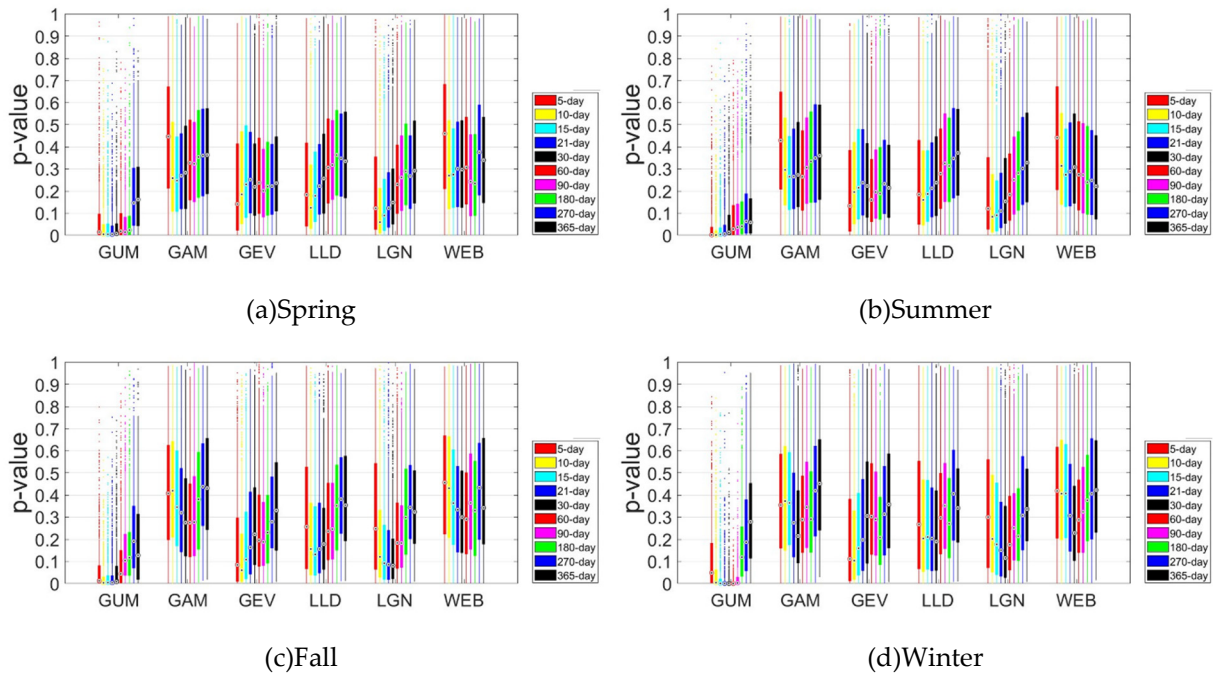 p-value
1
0.9
0.8
0.7
0.6
0.5
0.4
0.3
0.2
0.1
0
GUM GAM GEV LLD LGN WEB
5-day
10-day
15-day
21-day
30-day
60-day
90-day
180-day
270-day
365-day
(a)Spring
p-value
1
0.9
0.8
0.7
0.6
0.5
0.4
0.3
0.2
0.1
0
GUM GAM GEV LLD LGN WEB
5-day
10-day
15-day
21-day
30-day
60-day
90-day
180-day
270-day
365-day
(b)Summer
p-value
1
0.9
0.8
0.7
0.6
0.5
0.4
0.3
0.2
0.1
0
GUM GAM GEV LLD LGN WEB
5-day
10-day
15-day
21-day
30-day
60-day
90-day
180-day
270-day
365-day
(c)Fall
p-value
1
0.9
0.8
0.7
0.6
0.5
0.4
0.3
0.2
0.1
0
GUM GAM GEV LLD LGN WEB
5-day
10-day
15-day
21-day
30-day
60-day
90-day
180-day
270-day
365-day
(d)Winter